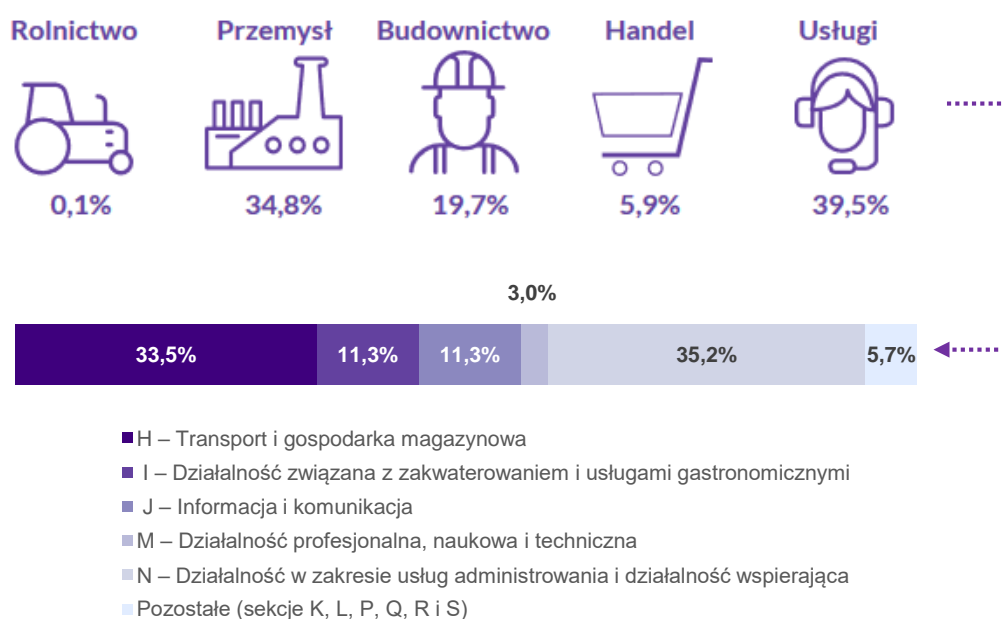 Rolnictwo Przemysł Budownictwo Handel Usługi
0,1% 34,8% 19,7% 5,9% 39,5%
3,0%
33,5% 11,3% 11,3% 35,2% 5,7%
H – Transport i gospodarka magazynowa
I – Działalność związana z zakwaterowaniem i usługami gastronomicznymi
J – Informacja i komunikacja
M – Działalność profesjonalna, naukowa i techniczna
N – Działalność w zakresie usług administrowania i działalność wspierająca
Pozostałe (sekcje K, L, P, Q, R i S)